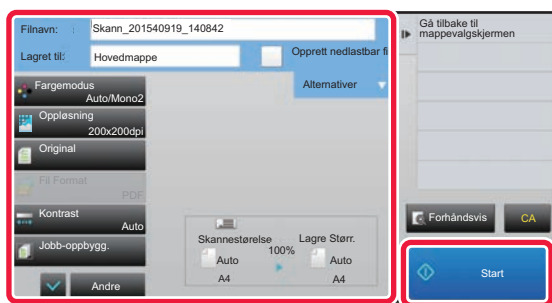 Filnavn: :
Skann_201540919_140842
Lagret til:
Hovedmappe
Opprett nedlastbar fi
Alternativer
Fargemodus
Auto/Mono2
Oppløsning
200x200dpi
Original
Fil Format
PDF
Kontrast
Auto
Jobb-oppbygg.
Andre
Skannestørelse
100%
Lagre Størr.
Auto
A4
Auto
A4
Gå tilbake til
mappevalgskjermen
Forhåndsvis
CA
Start